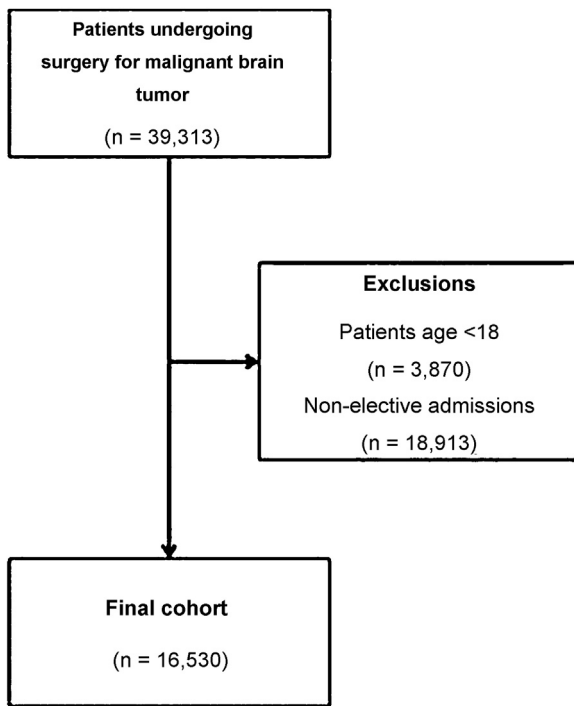 Patients undergoing
surgery for malignant brain
tumor
(n = 39,313)
Exclusions
Patients age <18
(n = 3,870)
Non-elective admissions
(n = 18,913)
Final cohort
(n = 16,530)